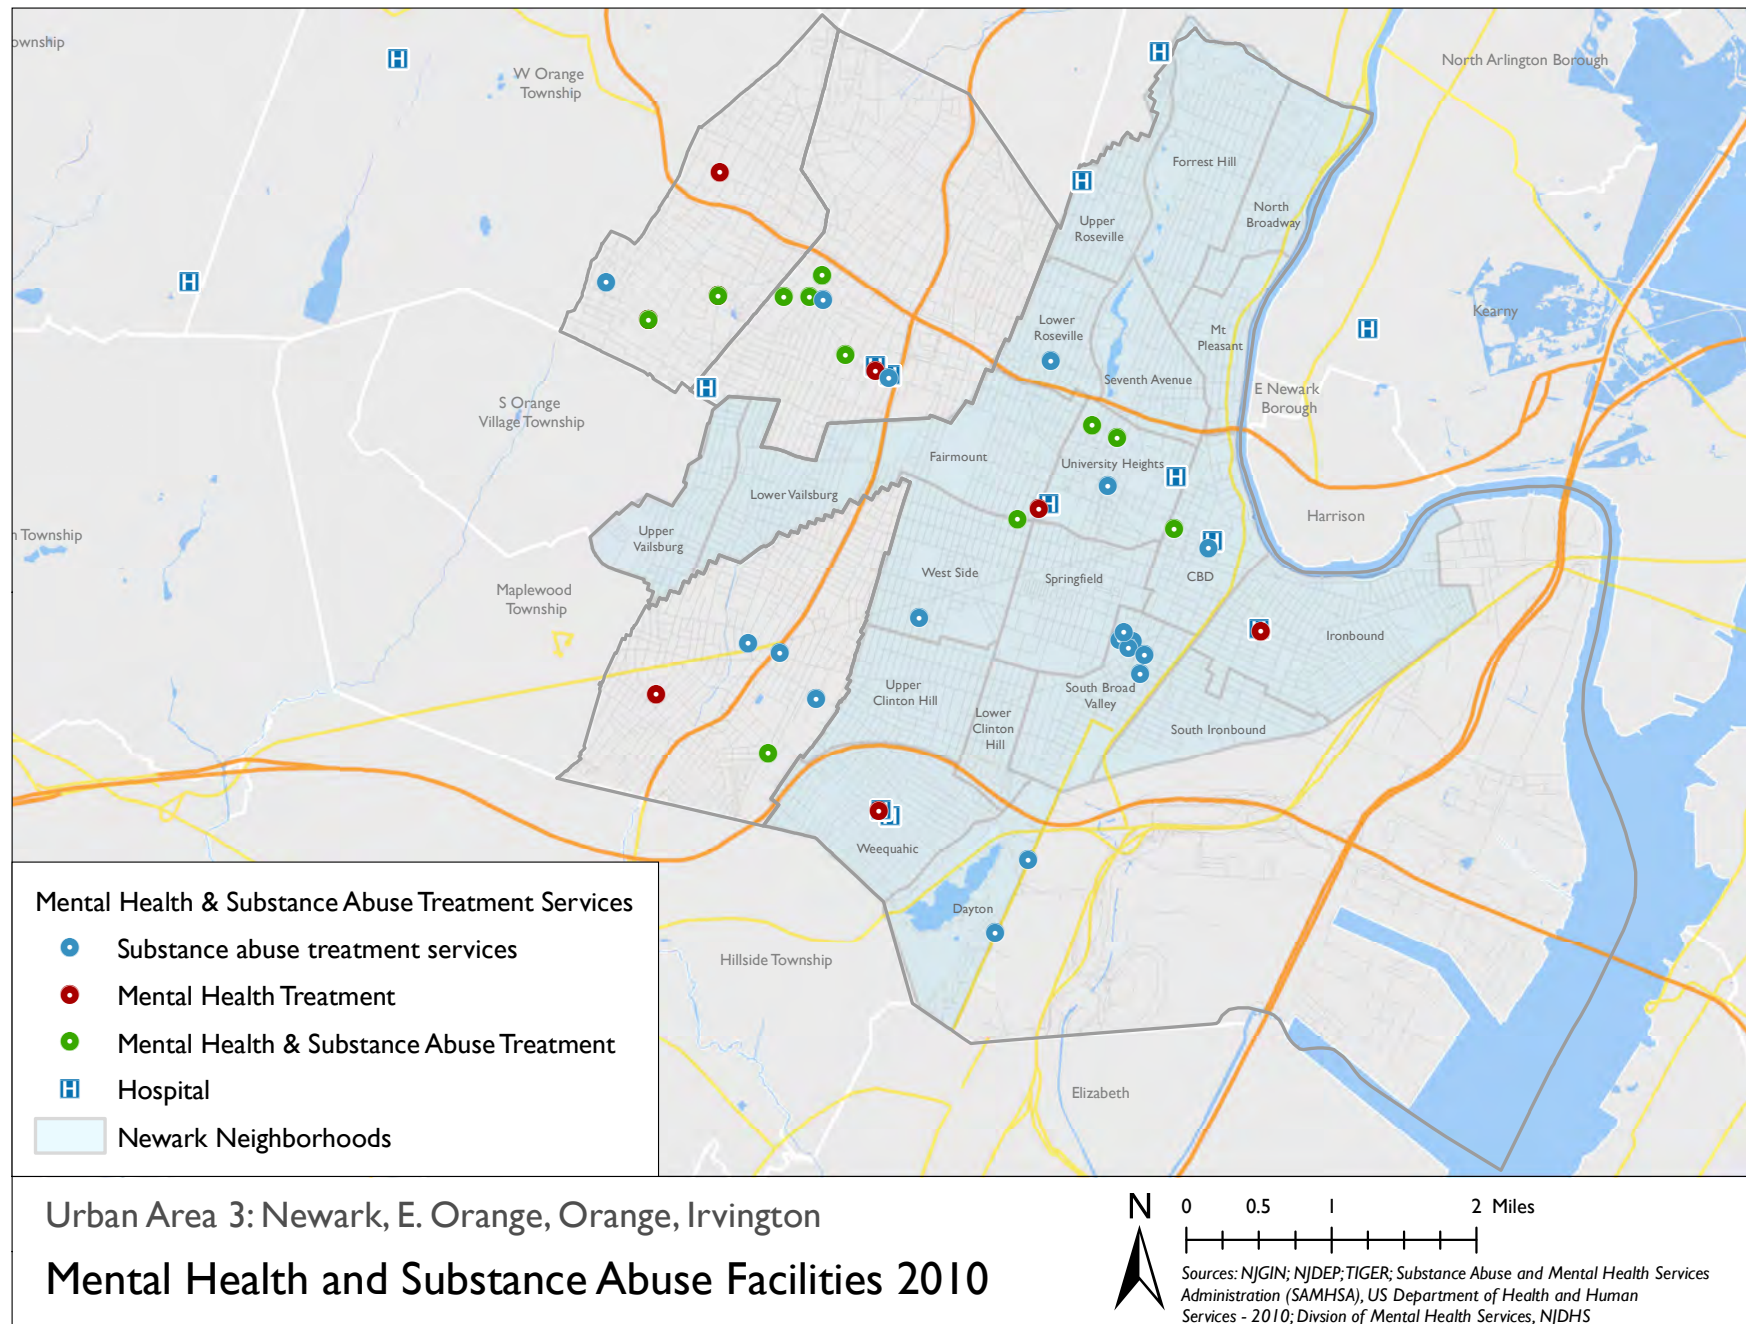 ownship
W Orange
Township
North Arlington Borough
Forrest Hill
North
Broadway
Upper
Roseville
Kearny
Lower
Roseville
Mt
Pleasant
Seventh Avenue
E Newark
Borough
S Orange
Village Township
Fairmount
University Heights
Lower Vailsburg
Harrison
Upper
Vailsburg
n Township
West Side
Springfield
CBD
Maplewood
Township
Ironbound
Upper
Clinton Hill
South Broad
Valley
Lower
Clinton
Hill
South Ironbound
Weequahic
Dayton
Hillside Township
Elizabeth
Mental Health & Substance Abuse Treatment Services
Substance abuse treatment services
Mental Health Treatment
Mental Health & Substance Abuse Treatment
H Hospital
Newark Neighborhoods
Urban Area 3: Newark, E. Orange, Orange, Irvington
Mental Health and Substance Abuse Facilities 2010
N
0 0.5 1 2 Miles
Sources: NJGIN; NJDEP; TIGER; Substance Abuse and Mental Health Services
Administration (SAMHSA), US Department of Health and Human
Services - 2010; Divsion of Mental Health Services, NJDHS